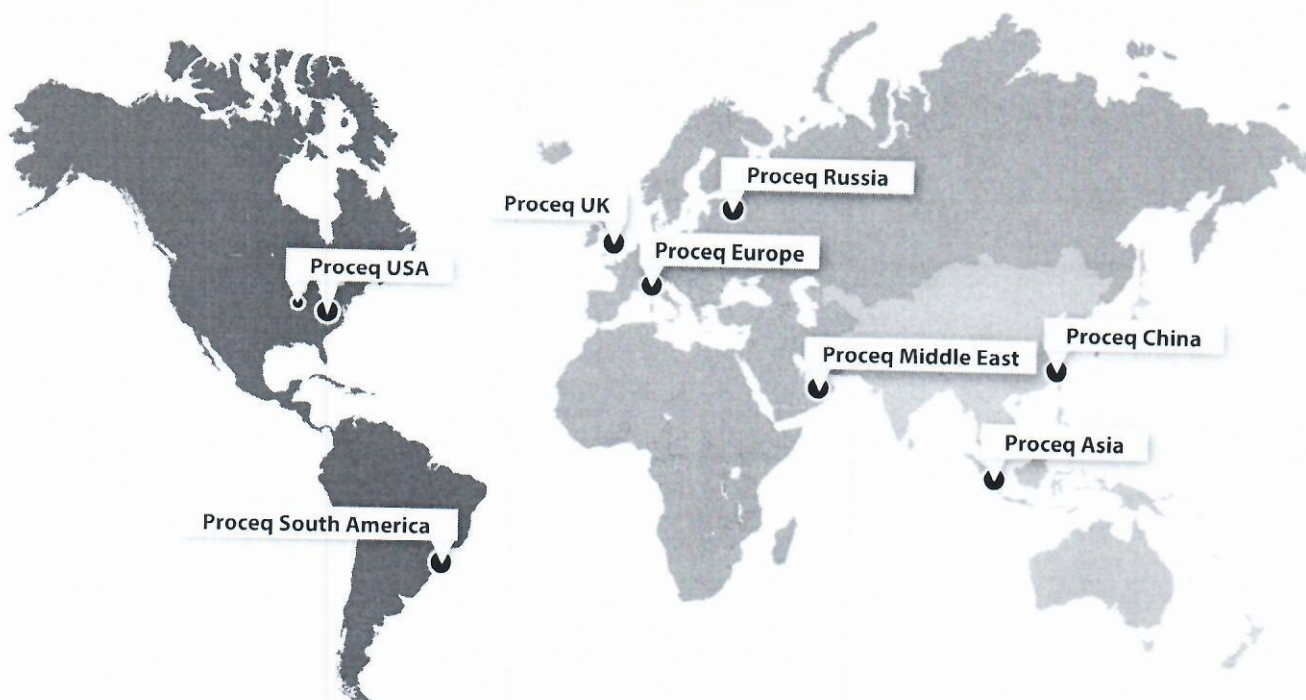 Proceq Russia
Proceq UK
Proceq Europe
Proceq USA
Proceq China
Proceq Middle East
Proceq Asia
Proceq South America